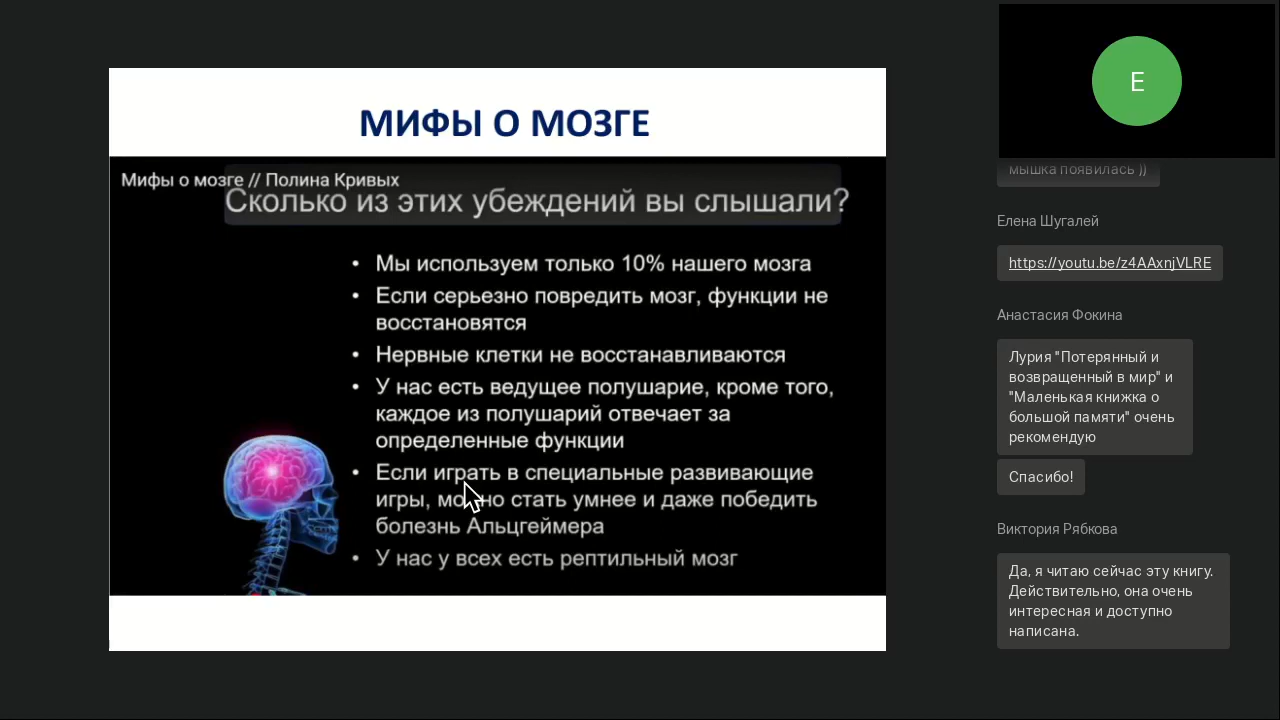 МИФЫ О МОЗГЕ
Мифы о мозге // Полина Кривых
Сколько из этих убеждений вы слышали?
• Мы используем только 10% нашего мозга
• Если серьезно повредить мозг, функции не
восстановятся
• Нервные клетки не восстанавливаются
• У нас есть ведущее полушарие, кроме того,
каждое из полушарий отвечает за
определенные функции
• Если играть в специальные развивающие
игры, можно стать умнее и даже победить
болезнь Альцгеймера
• У нас у всех есть рептильный мозг
E
мышка появилась ))
Елена Шугалей
https://youtu.be/z4AAxnjVLRE
Анастасия Фокина
Лурия "Потерянный и
возвращенный в мир" и
"Маленькая книжка о
большой памяти" очень
рекомендую
Спасибо!
Виктория Рябкова
Да, я читаю сейчас эту книгу.
Действительно, она очень
интересная и доступно
написана.